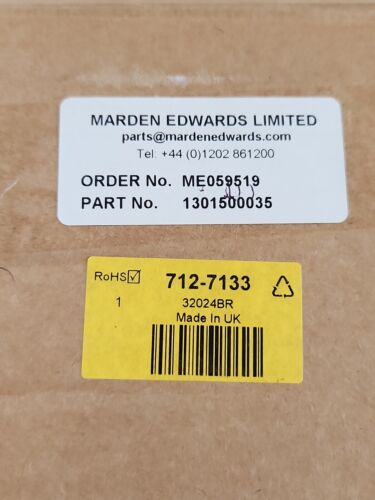 MARDEN EDWARDS LIMITED
parts@mardenedwards.com
Tel: +44 (0)1202 861200
ORDER No. ME059519
PART No. 1301500035
RoHS 712-7133
1 32024BR
Made in UK